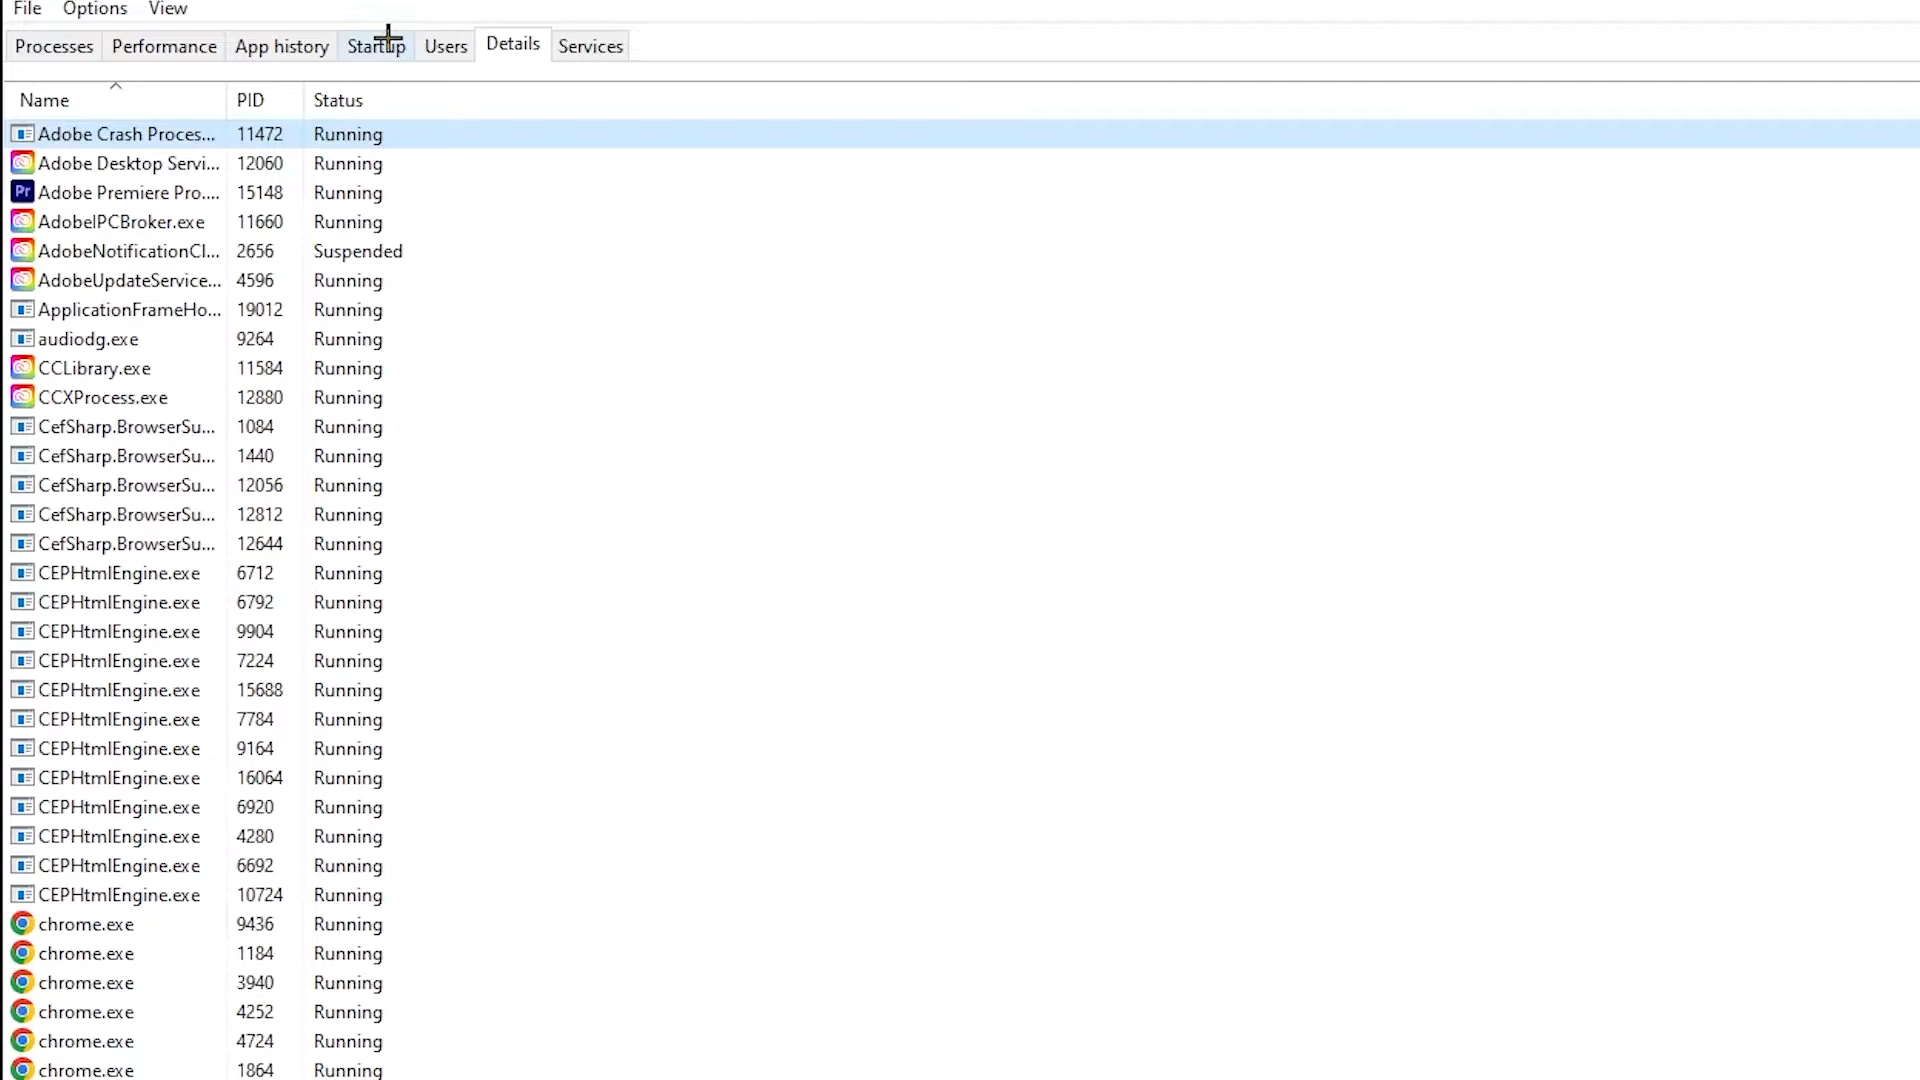 File Options View
Processes Performance App history Startup Users Details Services
Name PID Status
Adobe Crash Proces... 11472 Running
Adobe Desktop Servi... 12060 Running
Pr Adobe Premiere Pro.... 15148 Running
AdobeIPCBroker.exe 11660 Running
AdobeNotificationCl... 2656 Suspended
AdobeUpdateService... 4596 Running
ApplicationFrameHo... 19012 Running
audiodg.exe 9264 Running
CCLibrary.exe 11584 Running
CCXProcess.exe 12880 Running
CefSharp.BrowserSu... 1084 Running
CefSharp.BrowserSu... 1440 Running
CefSharp.BrowserSu... 12056 Running
CefSharp.BrowserSu... 12812 Running
CefSharp.BrowserSu... 12644 Running
CEPHtmlEngine.exe 6712 Running
CEPHtmlEngine.exe 6792 Running
CEPHtmlEngine.exe 9904 Running
CEPHtmlEngine.exe 7224 Running
CEPHtmlEngine.exe 15688 Running
CEPHtmlEngine.exe 7784 Running
CEPHtmlEngine.exe 9164 Running
CEPHtmlEngine.exe 16064 Running
CEPHtmlEngine.exe 6920 Running
CEPHtmlEngine.exe 4280 Running
CEPHtmlEngine.exe 6692 Running
CEPHtmlEngine.exe 10724 Running
chrome.exe 9436 Running
chrome.exe 1184 Running
chrome.exe 3940 Running
chrome.exe 4252 Running
chrome.exe 4724 Running
chrome.exe 1864 Running